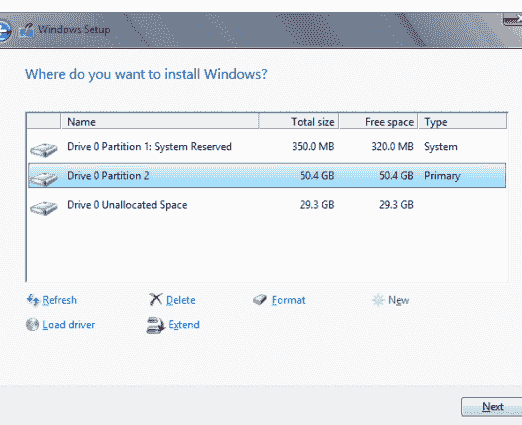 Windows Setup
Where do you want to install Windows?
Name Total size Free space Type
Drive 0 Partition 1: System Reserved 350.0 MB 320.0 MB System
Drive 0 Partition 2 50.4 GB 50.4 GB Primary
Drive 0 Unallocated Space 29.3 GB 29.3 GB
Refresh Delete Format New
Load driver Extend
Next